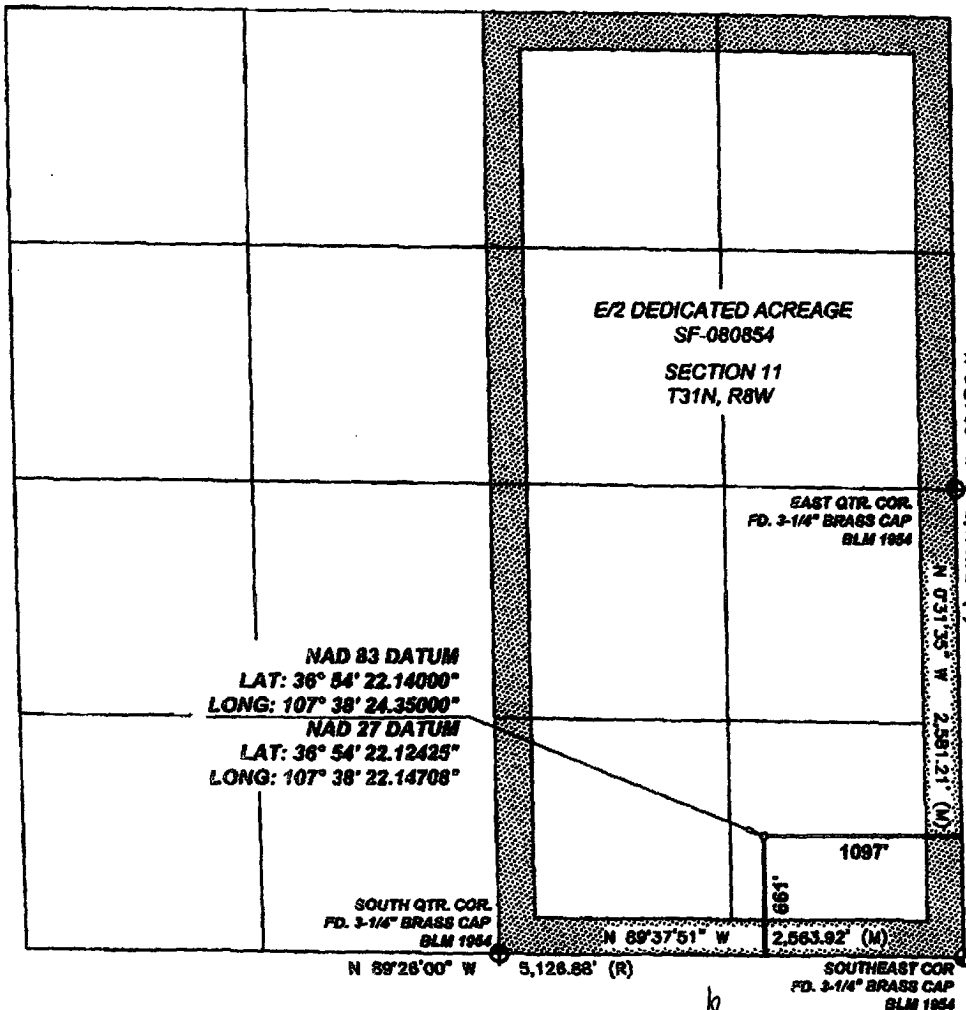 E/2 DEDICATED ACREAGE
SF-080854
SECTION 11
T31N, R8W
EAST QTR. COR.
FD. 3-1/4" BRASS CAP
BLM 1954
N 0°31'35" W 2,581.21' (M)
NAD 83 DATUM
LAT: 36° 54' 22.14000"
LONG: 107° 38' 24.35000"
NAD 27 DATUM
LAT: 36° 54' 22.12425"
LONG: 107° 38' 22.14708"
1097'
661'
SOUTH QTR. COR.
FD. 3-1/4" BRASS CAP
BLM 1954
N 89°37'51" W 2,563.92' (M)
N 89°26'00" W 5,126.88' (R)
SOUTHEAST COR
FD. 3-1/4" BRASS CAP
BLM 1954